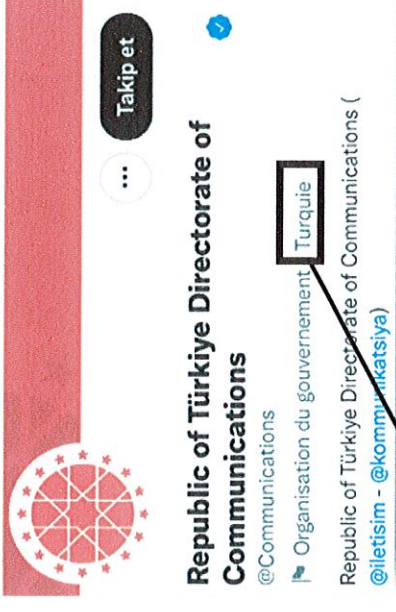 Takip et
Republic of Türkiye Directorate of
Communications
@Communications
Organisation du gouvernement Turquie
Republic of Türkiye Directorate of Communications (
@iletisim - @kommunikatsiya)